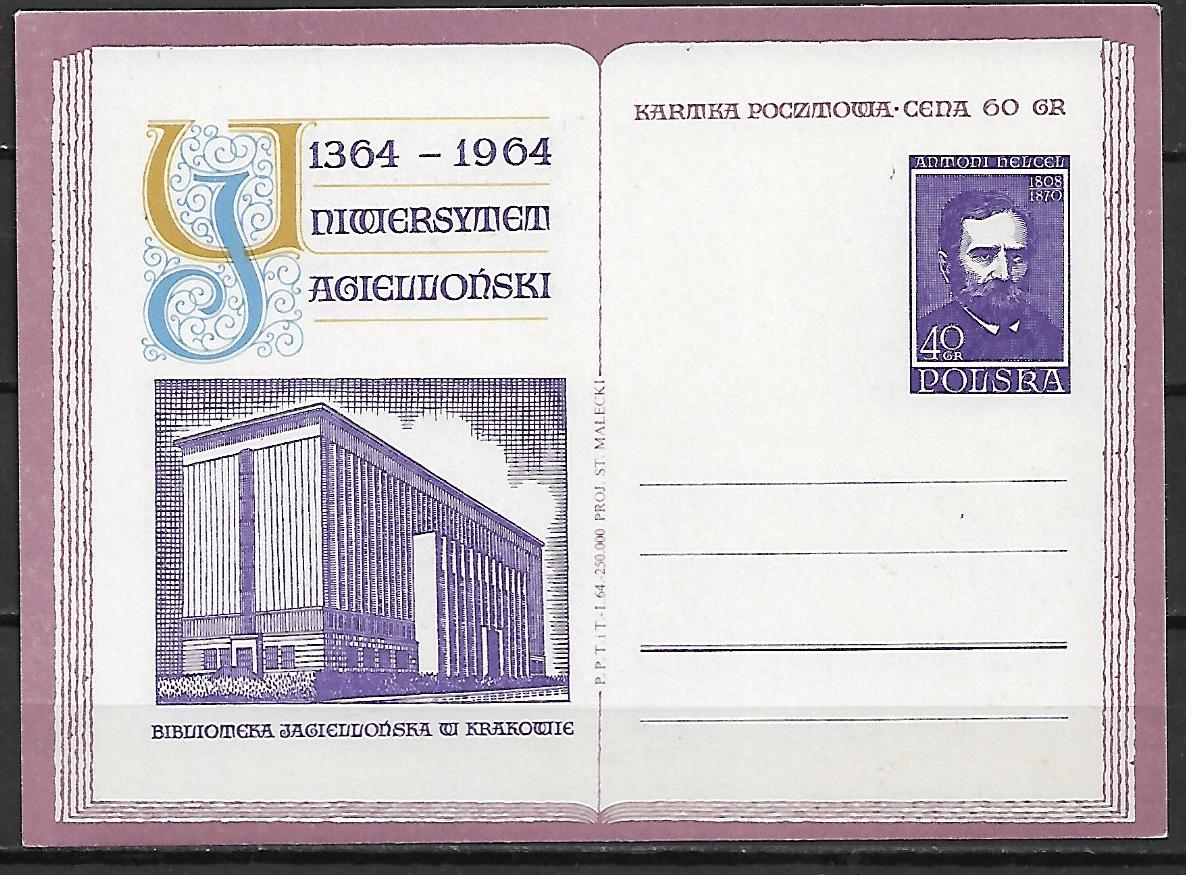 1364 – 1964
UNIWERSYTET
JAGIELLOŃSKI
BIBLIOTEKA JAGIELLOŃSKA W KRAKOWIE
P. P. T. i T. - I. 64. - 250.000 PROJ. ST. MAŁECKI
KARTKA POCZTOWA · CENA 60 GR
ANTONI HELCEL
1808
1870
40
GR
POLSKA